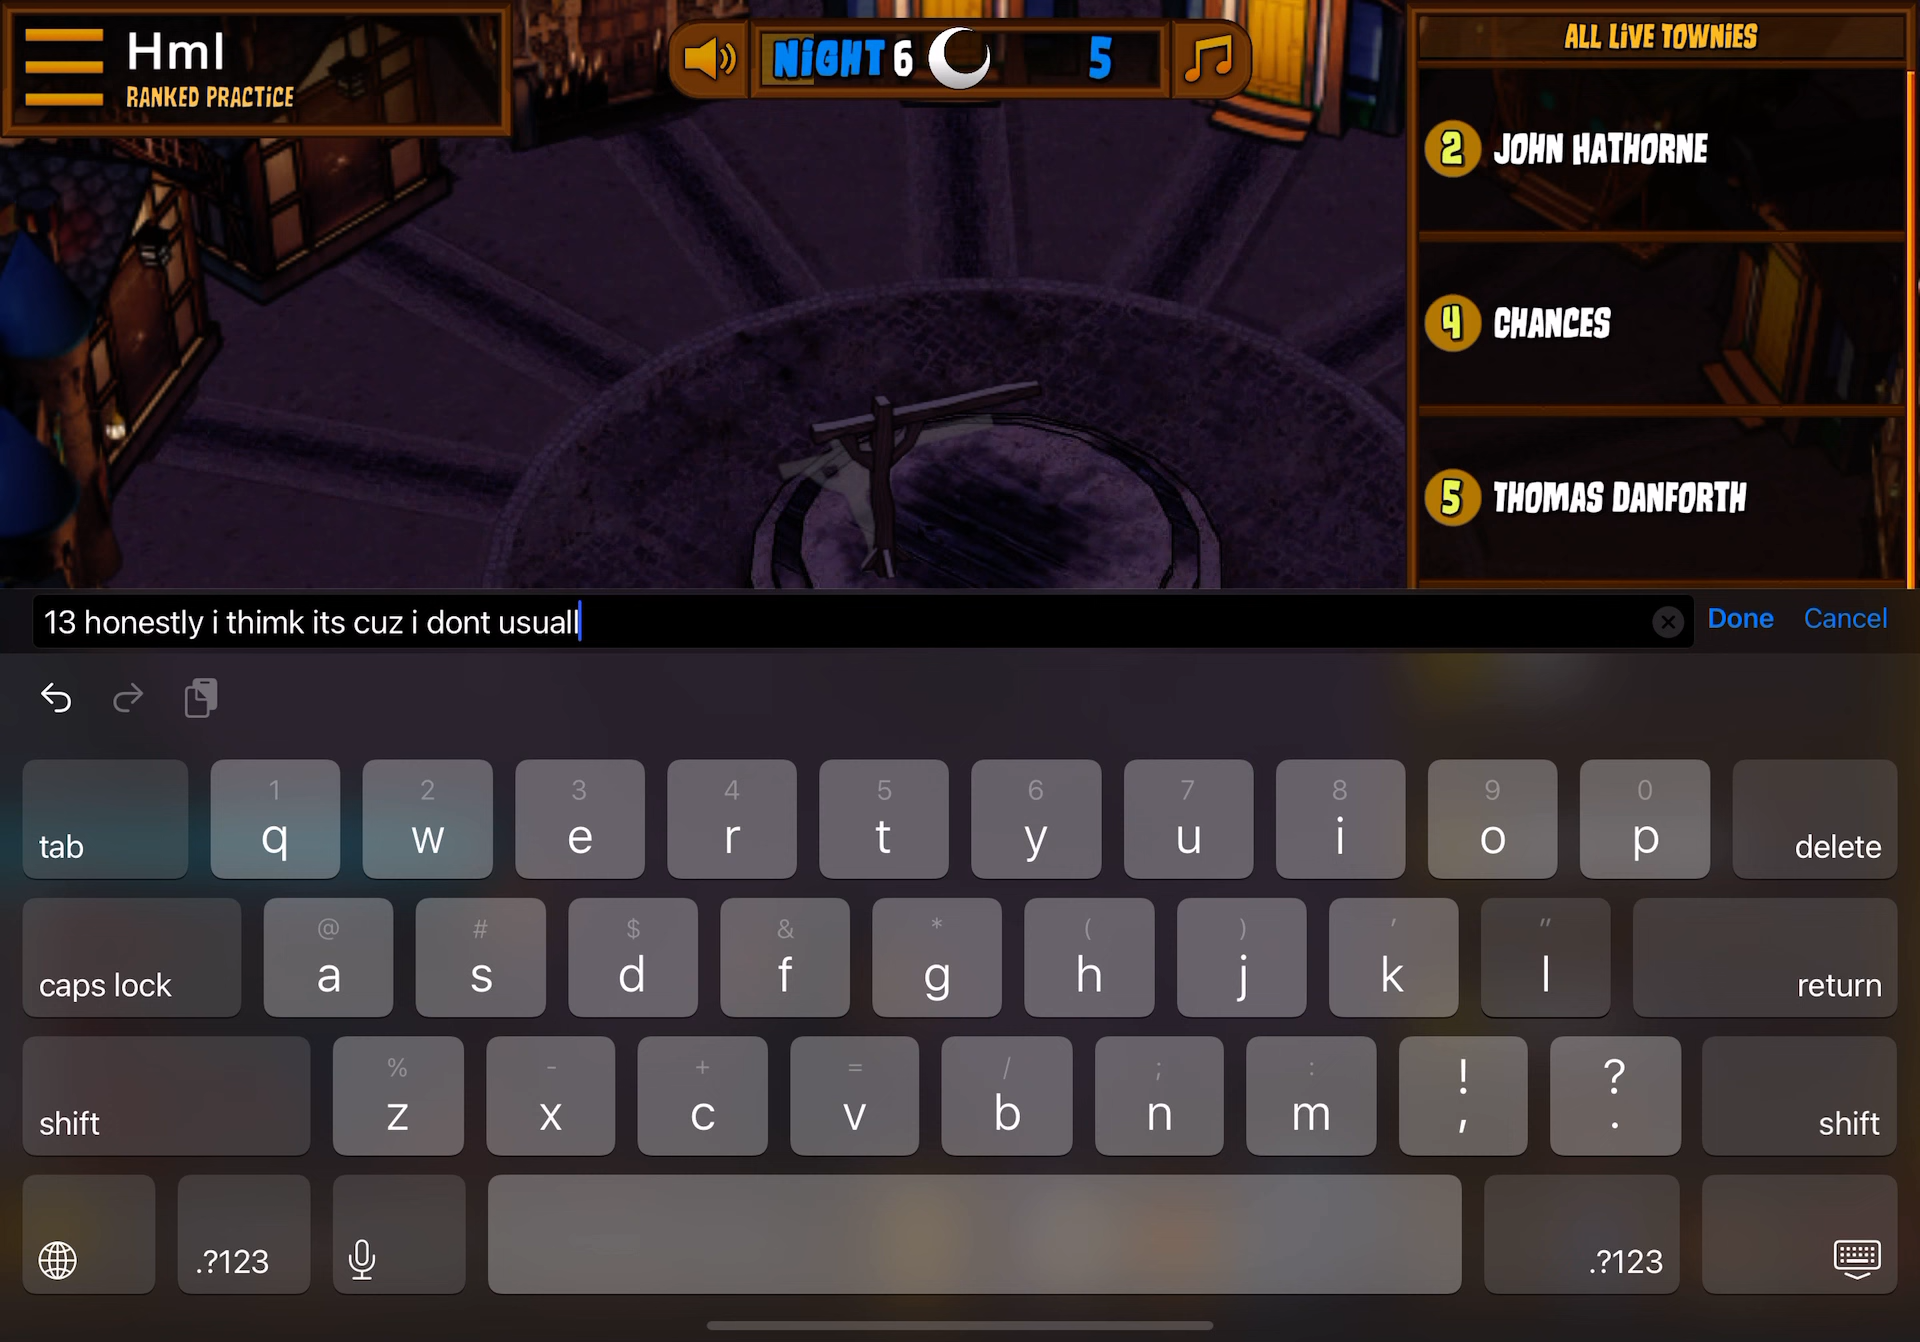 Hml
RANKED PRACTiCE
NiGHT 6
5
ALL LiVE TOWNiES
2 JOHN HATHORNE
4 CHANCES
5 THOMAS DANFORTH
13 honestly i thimk its cuz i dont usuall
Done Cancel
1 2 3 4 5 6 7 8 9 0
tab q w e r t y u i o p delete
@ # $ & * ( ) ' "
caps lock a s d f g h j k l return
% - + = / ; : ! ?
shift z x c v b n m , . shift
.?123 .?123